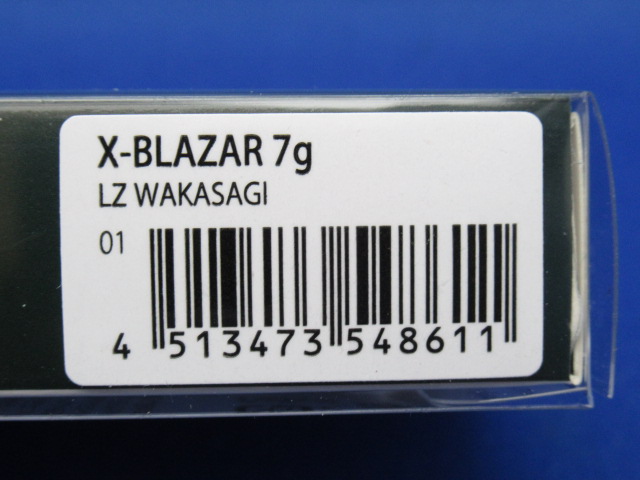 X-BLAZAR 7g
LZ WAKASAGI
01
4 513473 548611